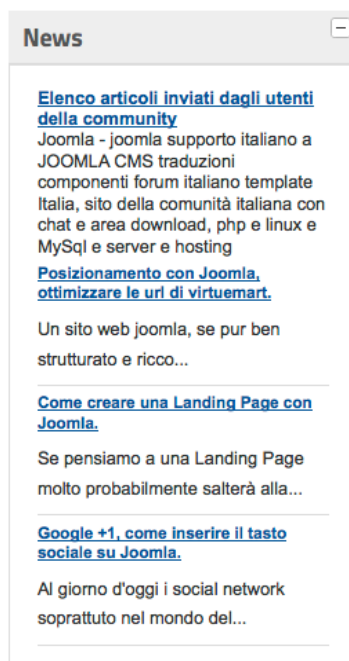 News
Elenco articoli inviati dagli utenti
della community
Joomla - joomla supporto italiano a
JOOMLA CMS traduzioni
componenti forum italiano template
Italia, sito della comunità italiana con
chat e area download, php e linux e
MySql e server e hosting
Posizionamento con Joomla,
ottimizzare le url di virtuemart.
Un sito web joomla, se pur ben
strutturato e ricco...
Come creare una Landing Page con
Joomla.
Se pensiamo a una Landing Page
molto probabilmente salterà alla...
Google +1, come inserire il tasto
sociale su Joomla.
Al giorno d'oggi i social network
soprattuto nel mondo del...